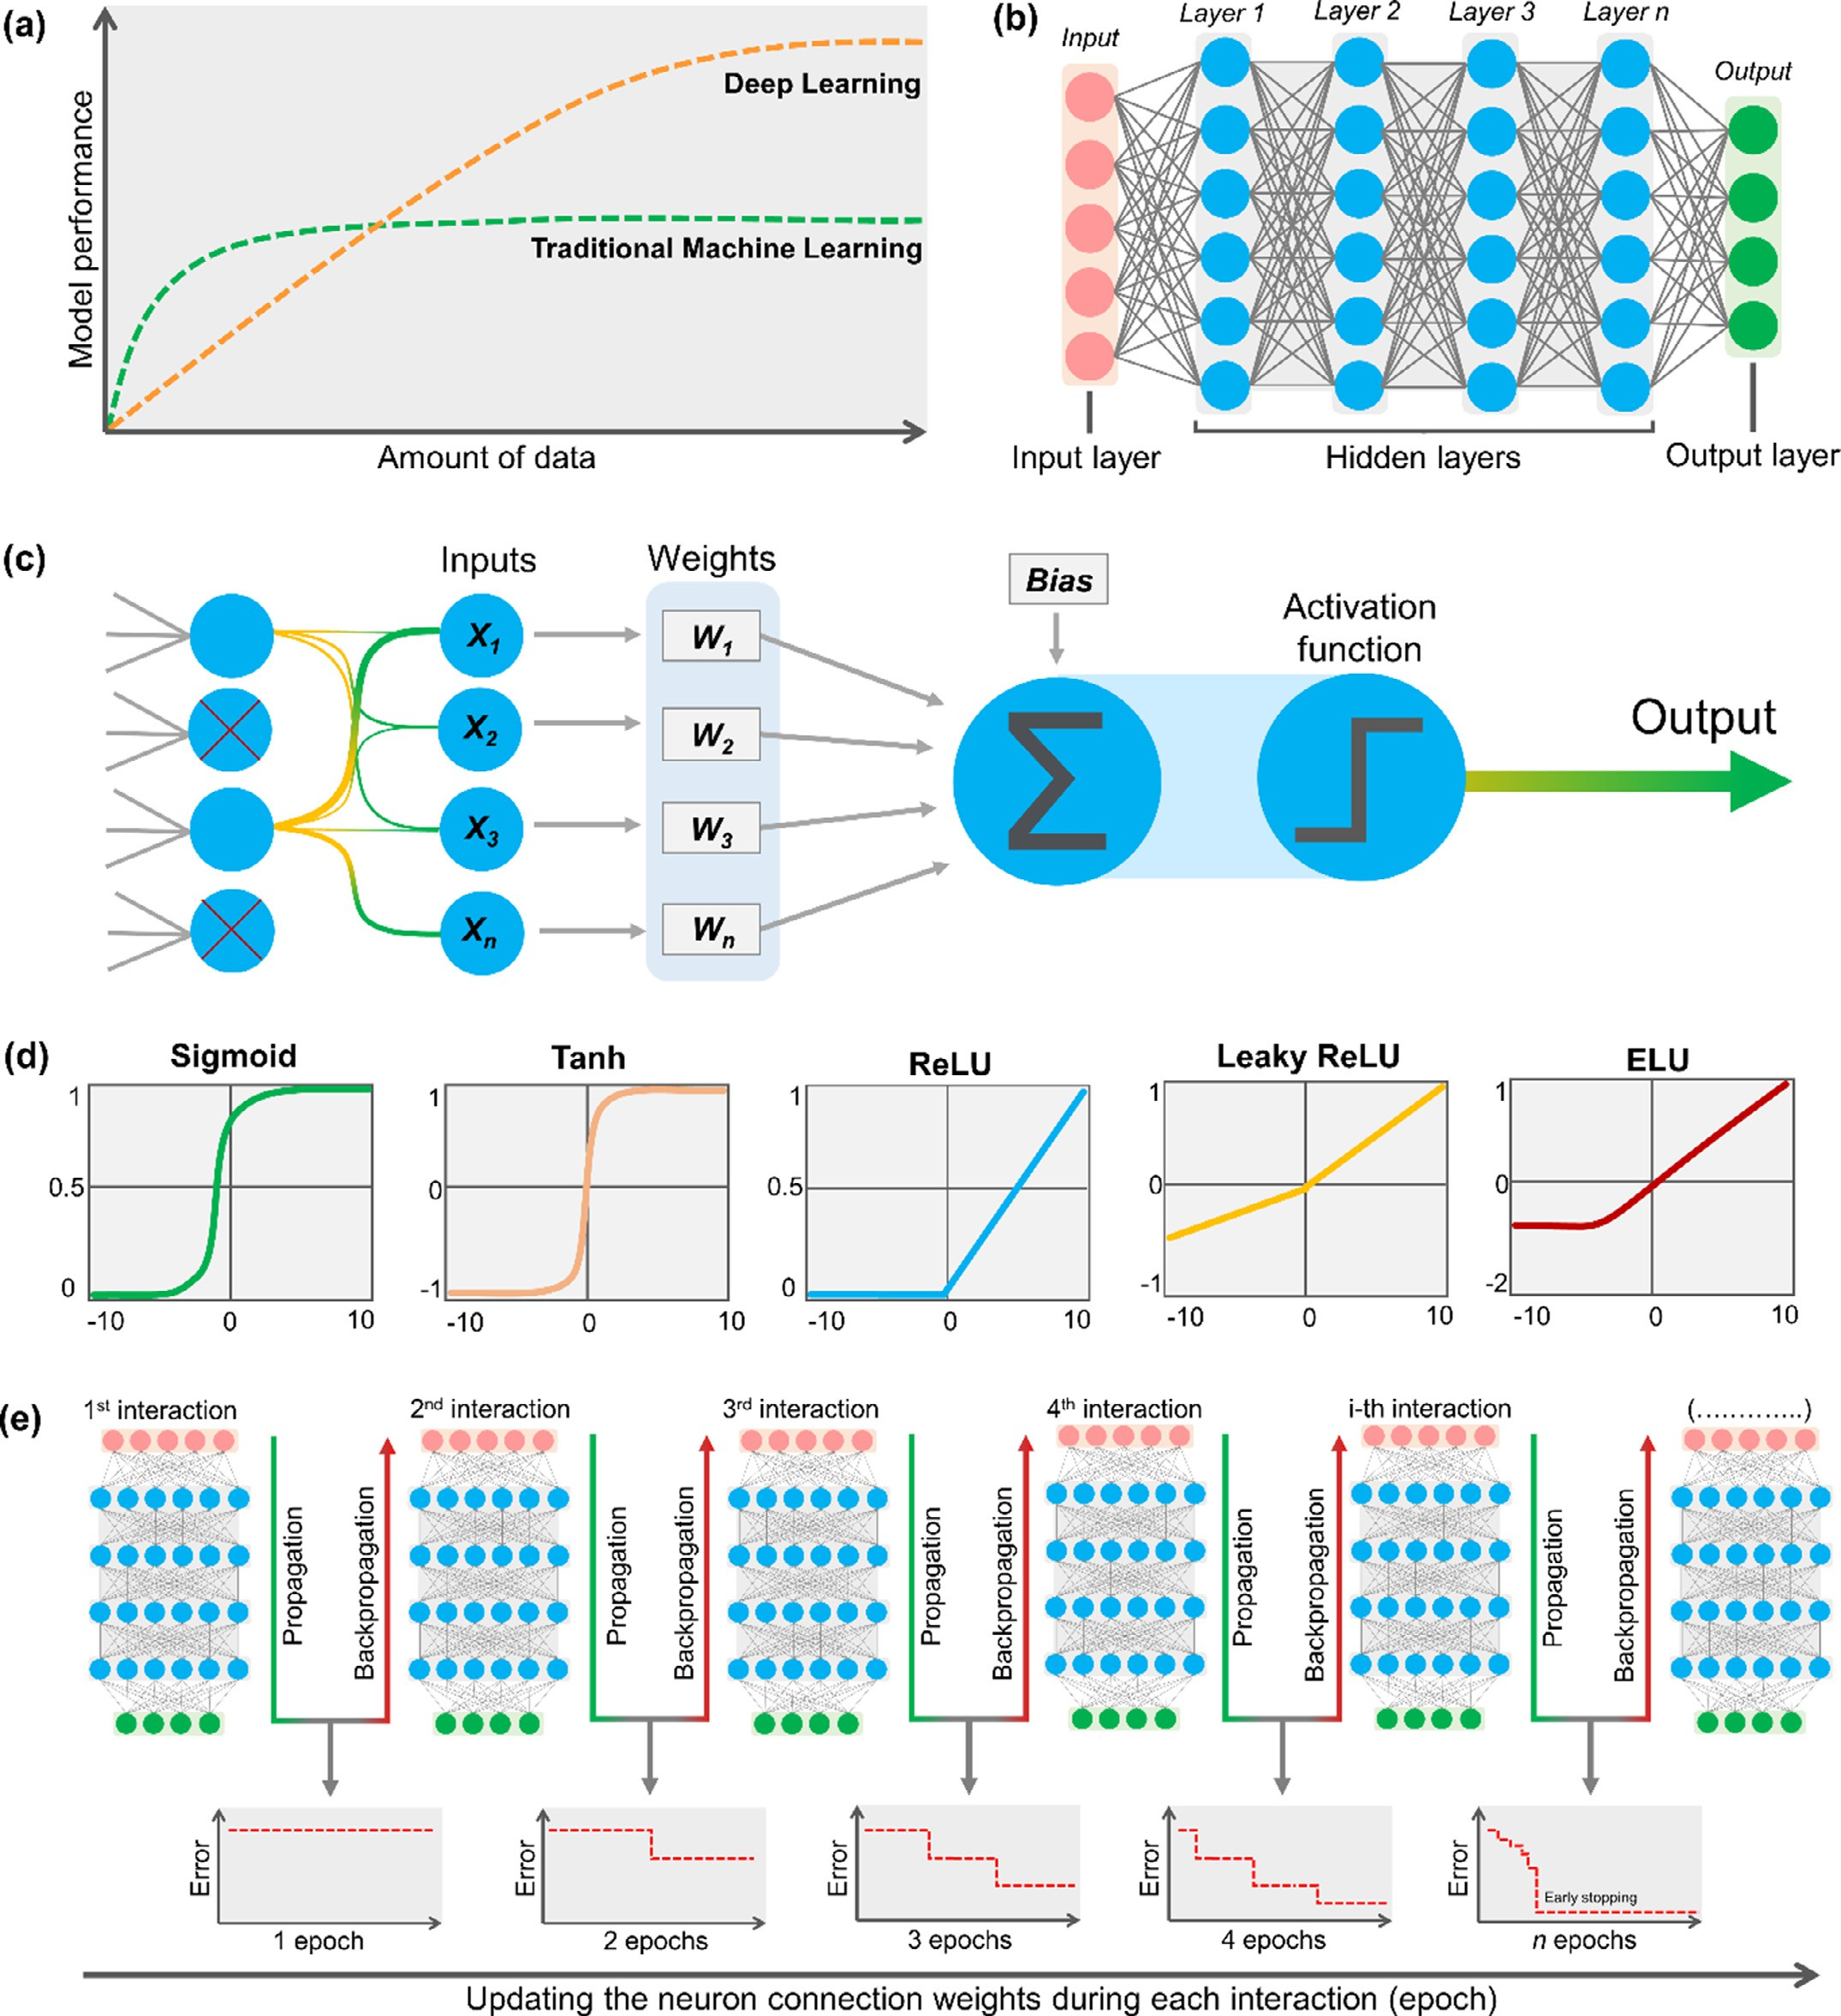 (a)
Model performance
Deep Learning
Traditional Machine Learning
Amount of data
(b)
Input
Layer 1
Layer 2
Layer 3
Layer n
Output
Input layer
Hidden layers
Output layer
(c)
Inputs
Weights
X1
X2
X3
Xn
W1
W2
W3
Wn
Bias
Activation
function
Output
(d)
Sigmoid
1
0.5
0
-10
0
10
Tanh
1
0
-1
-10
0
10
ReLU
1
0.5
0
-10
0
10
Leaky ReLU
1
0
-1
-10
0
10
ELU
1
0
-2
-10
0
10
(e)
1st interaction
2nd interaction
3rd interaction
4th interaction
i-th interaction
(.............)
Propagation
Backpropagation
Propagation
Backpropagation
Propagation
Backpropagation
Propagation
Backpropagation
Propagation
Backpropagation
Error
1 epoch
Error
2 epochs
Error
3 epochs
Error
4 epochs
Error
Early stopping
n epochs
Updating the neuron connection weights during each interaction (epoch)